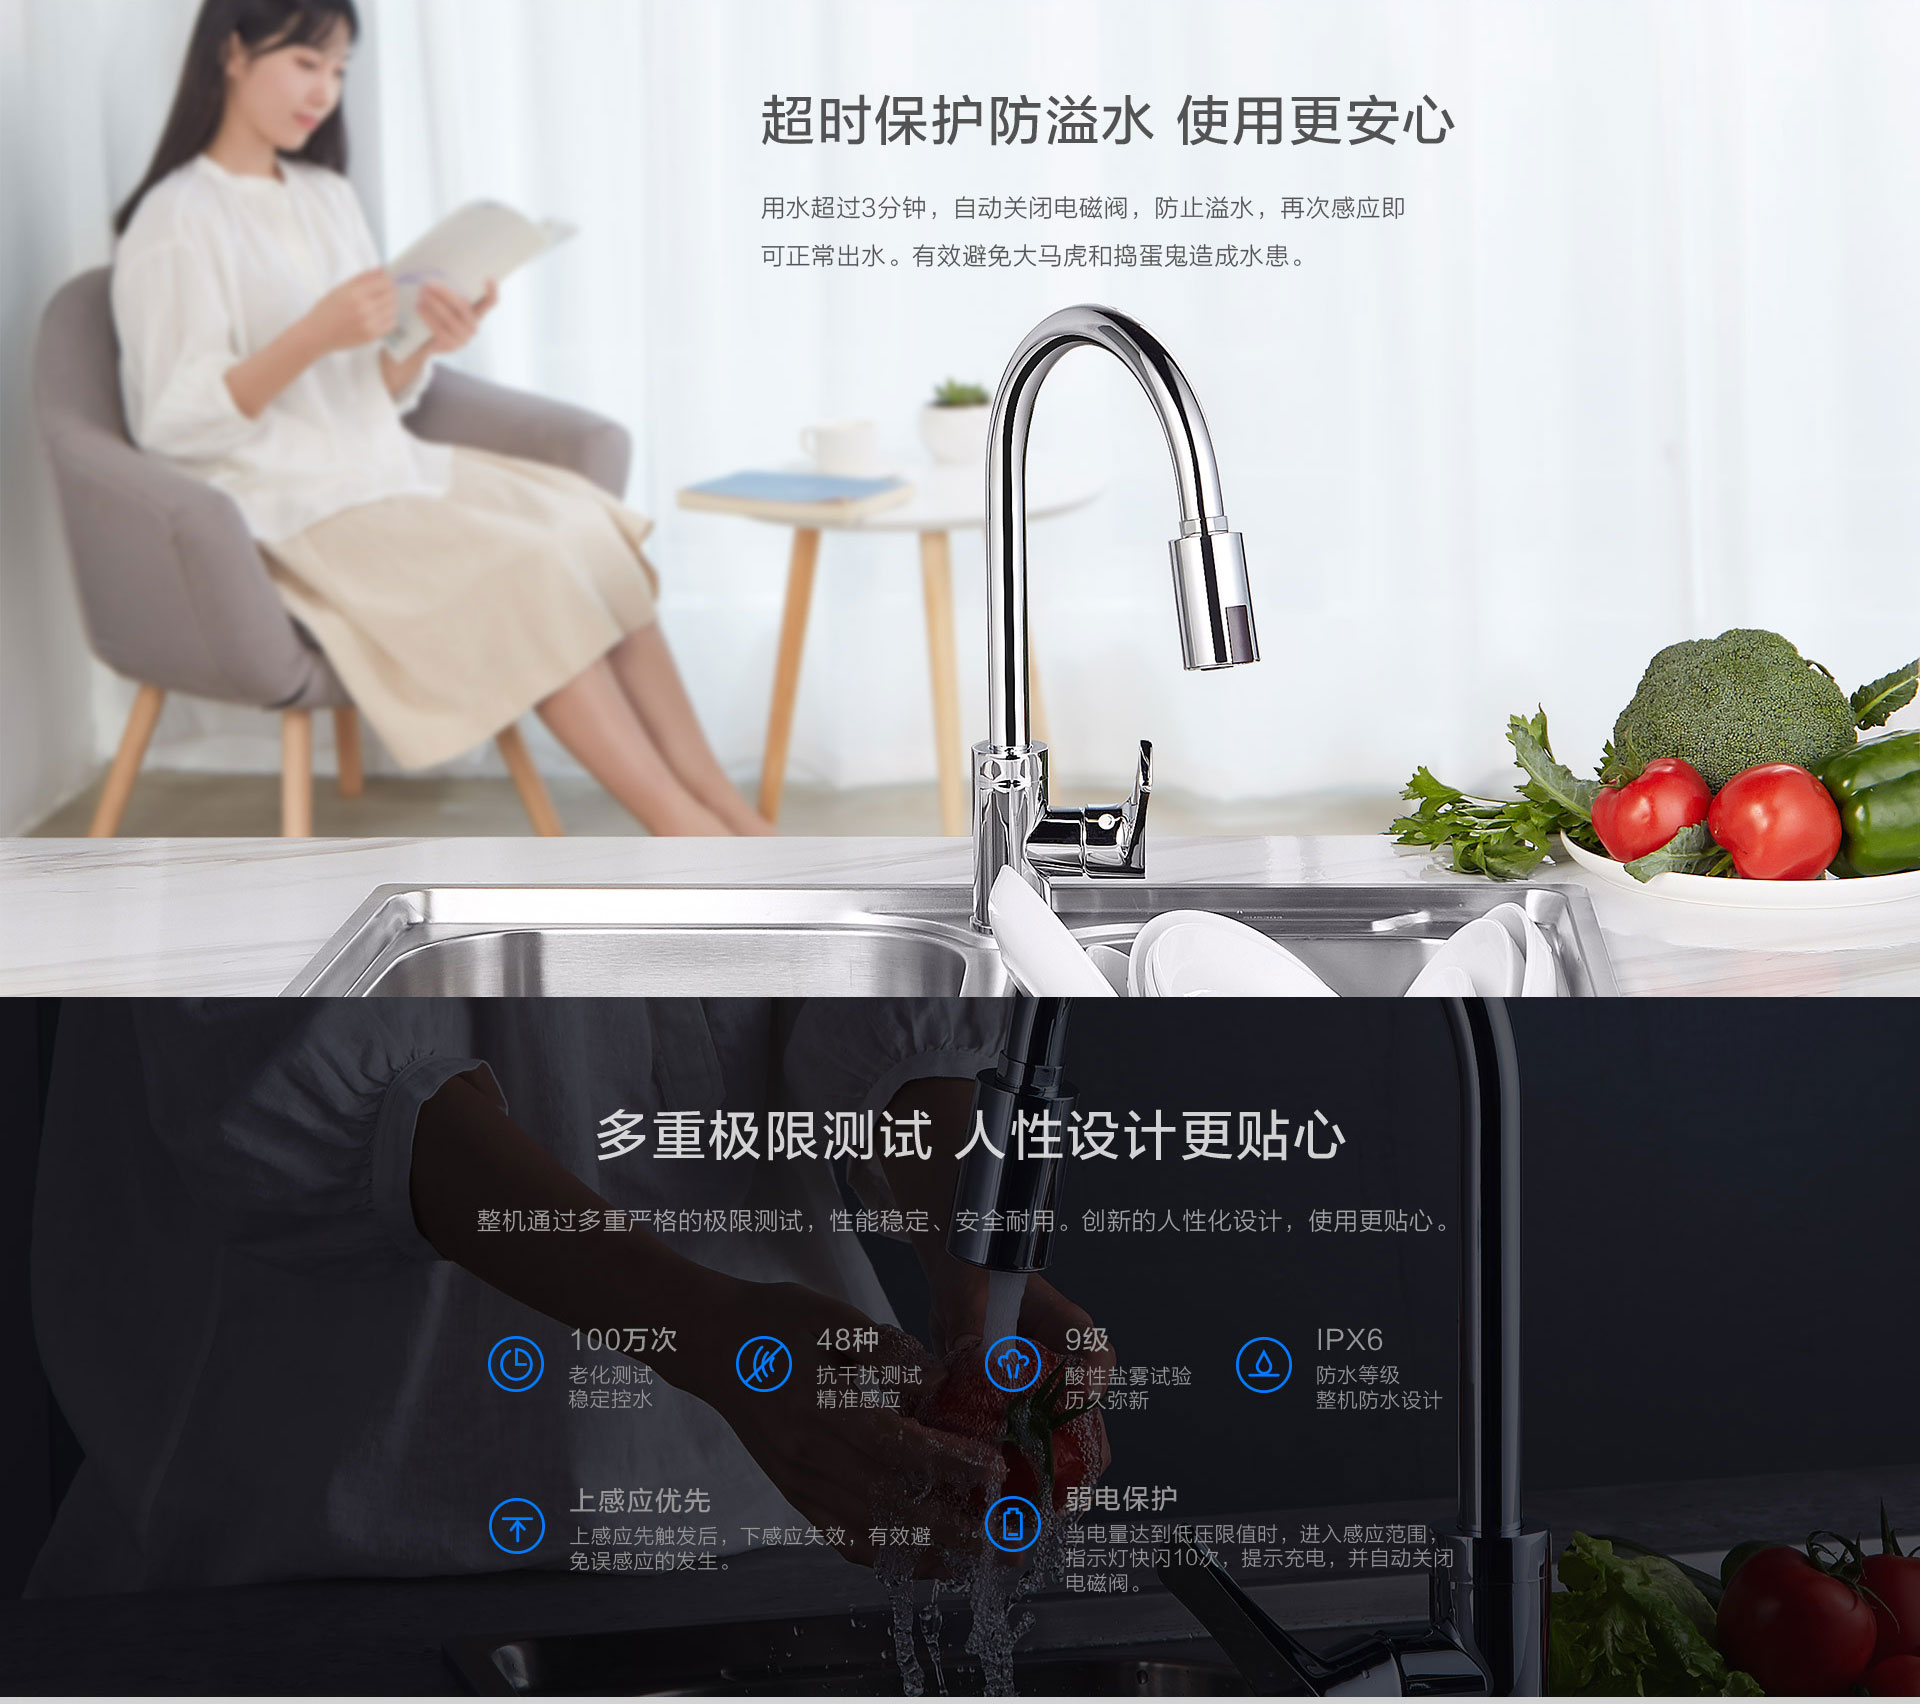 超时保护防溢水 使用更安心
用水超过3分钟，自动关闭电磁阀，防止溢水，再次感应即
可正常出水。有效避免大马虎和捣蛋鬼造成水患。
多重极限测试 人性设计更贴心
整机通过多重严格的极限测试，性能稳定、安全耐用。创新的人性化设计，使用更贴心。
100万次
老化测试
稳定控水
48种
抗干扰测试
精准感应
9级
酸性盐雾试验
历久弥新
IPX6
防水等级
整机防水设计
上感应优先
上感应先触发后，下感应失效，有效避
免误感应的发生。
弱电保护
当电量达到低压限值时，进入感应范围，
指示灯快闪10次，提示充电，并自动关闭
电磁阀。